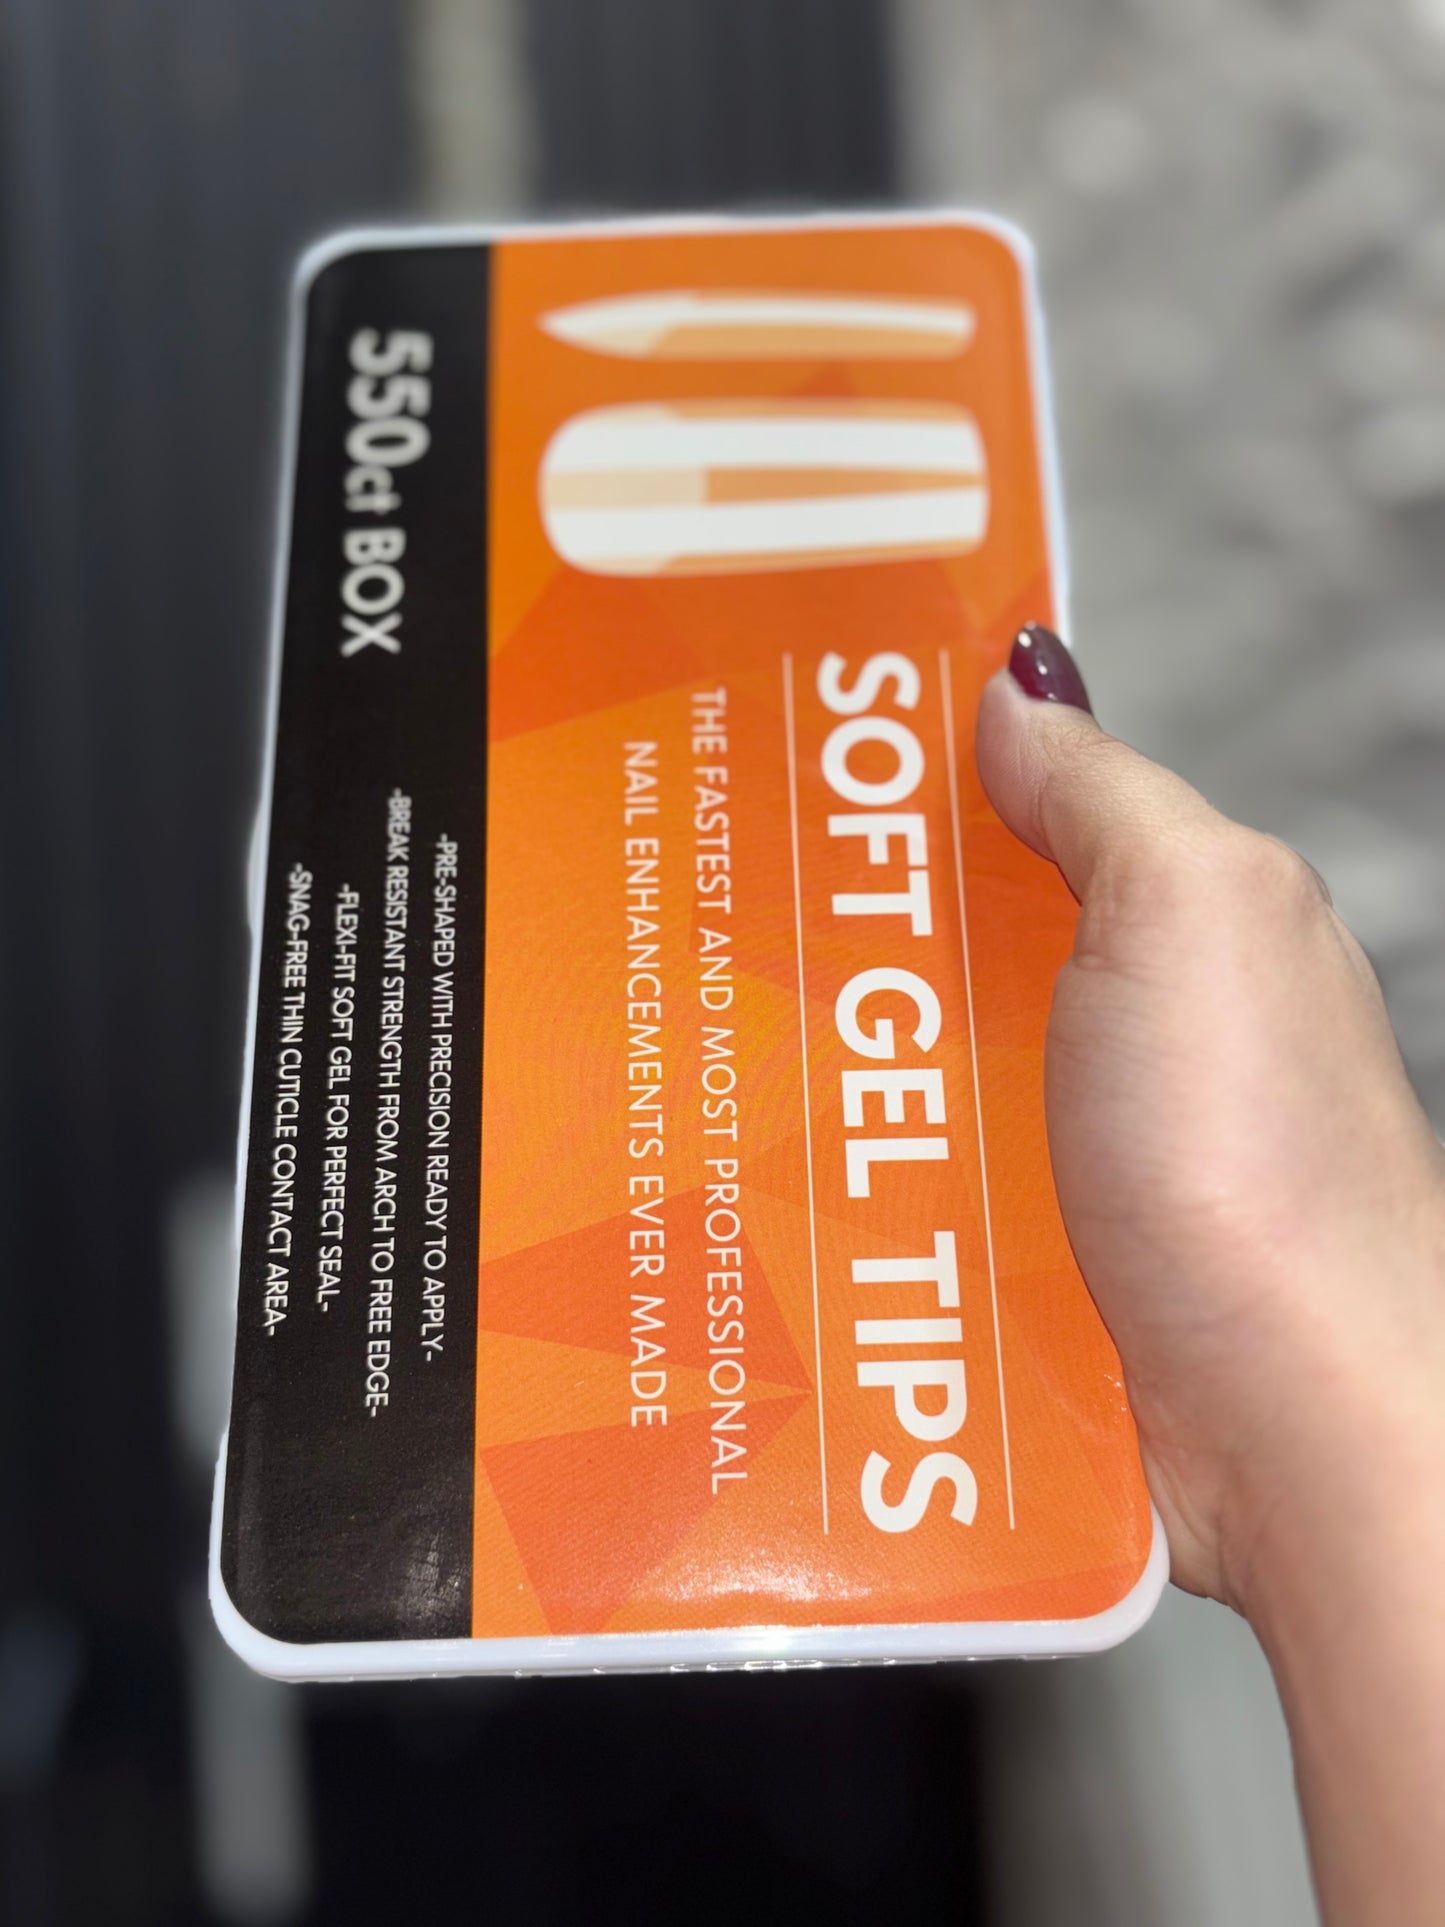 SOFT GEL TIPS
THE FASTEST AND MOST PROFESSIONAL
NAIL ENHANCEMENTS EVER MADE
550ct BOX
-PRE-SHAPED WITH PRECISION READY TO APPLY-
-BREAK RESISTANT STRENGTH FROM ARCH TO FREE EDGE-
-FLEXI-FIT SOFT GEL FOR PERFECT SEAL-
-SNAG-FREE THIN CUTICLE CONTACT AREA-